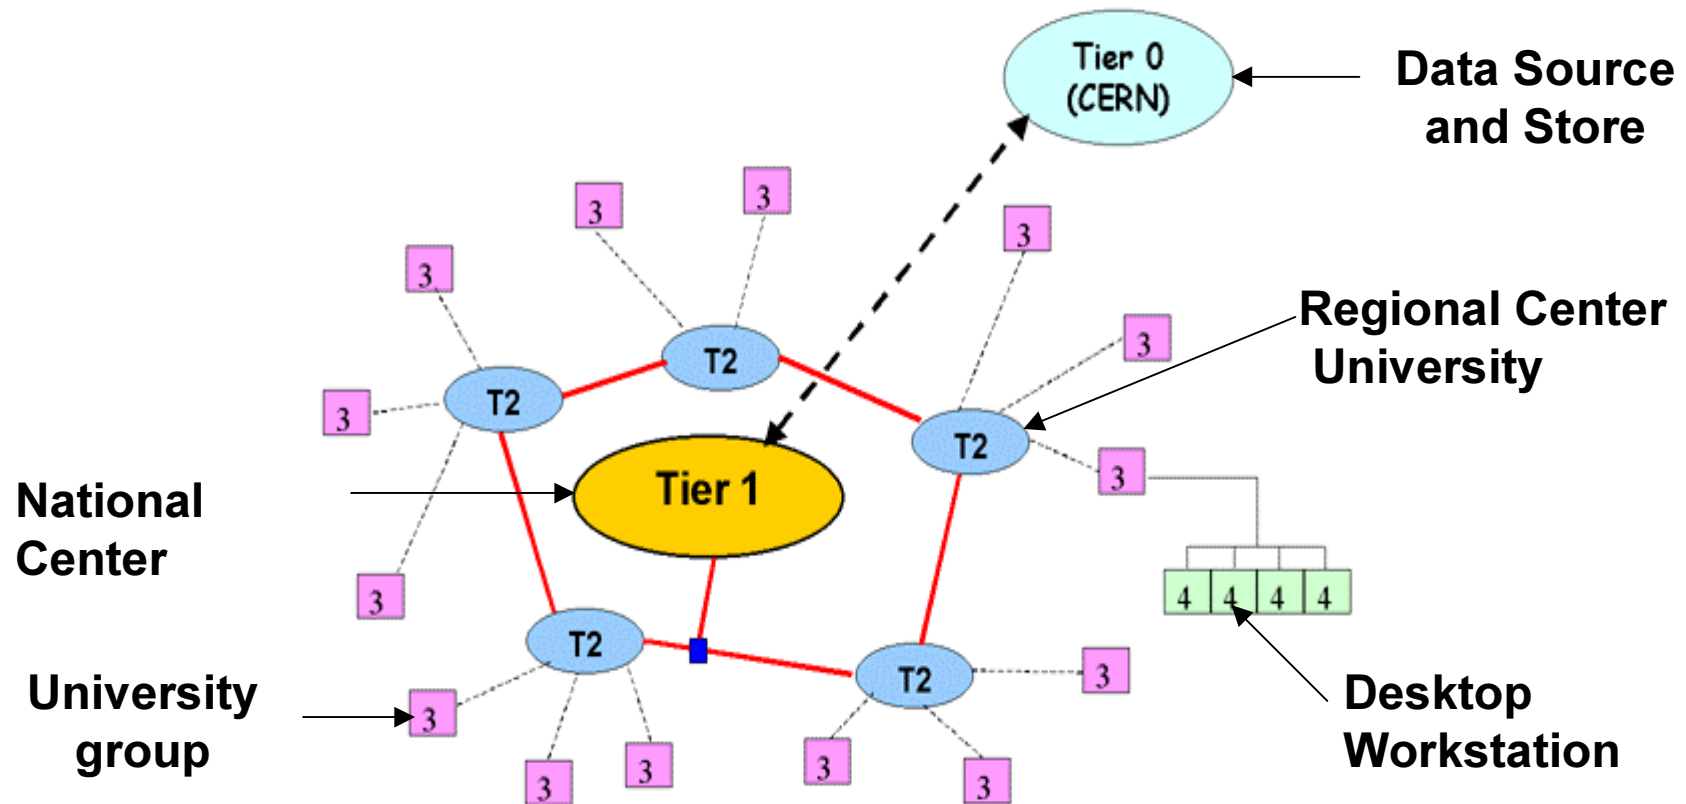 Tier 0
(CERN)
Data Source
and Store
3
3
3
3
Regional Center
University
3
T2
T2
3
T2
3
Tier 1
National
Center
3
4 4 4 4
T2
T2
3
University
group
3
Desktop
Workstation
3
3
3
3